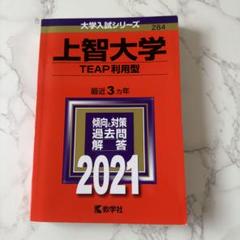 大学入試シリーズ
284
上智大学
TEAP利用型
最近3カ年
傾向と対策
過去問
解答
2021
教学社